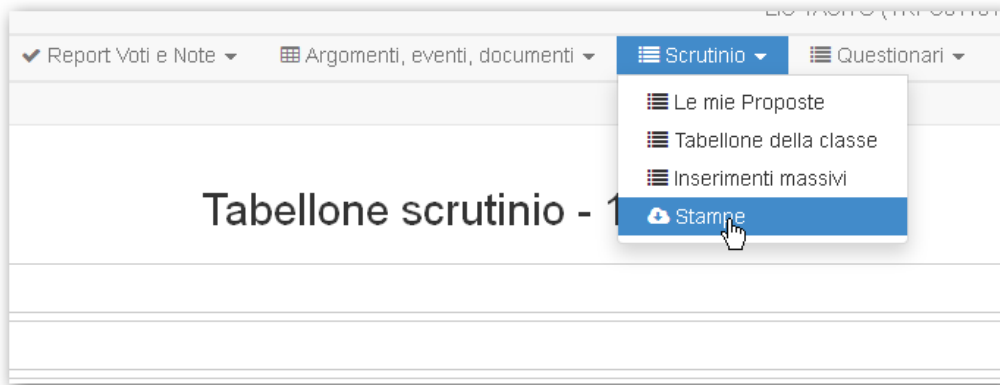 Report Voti e Note
Argomenti, eventi, documenti
Scrutinio
Questionari
Le mie Proposte
Tabellone della classe
Inserimenti massivi
Stampe
Tabellone scrutinio -